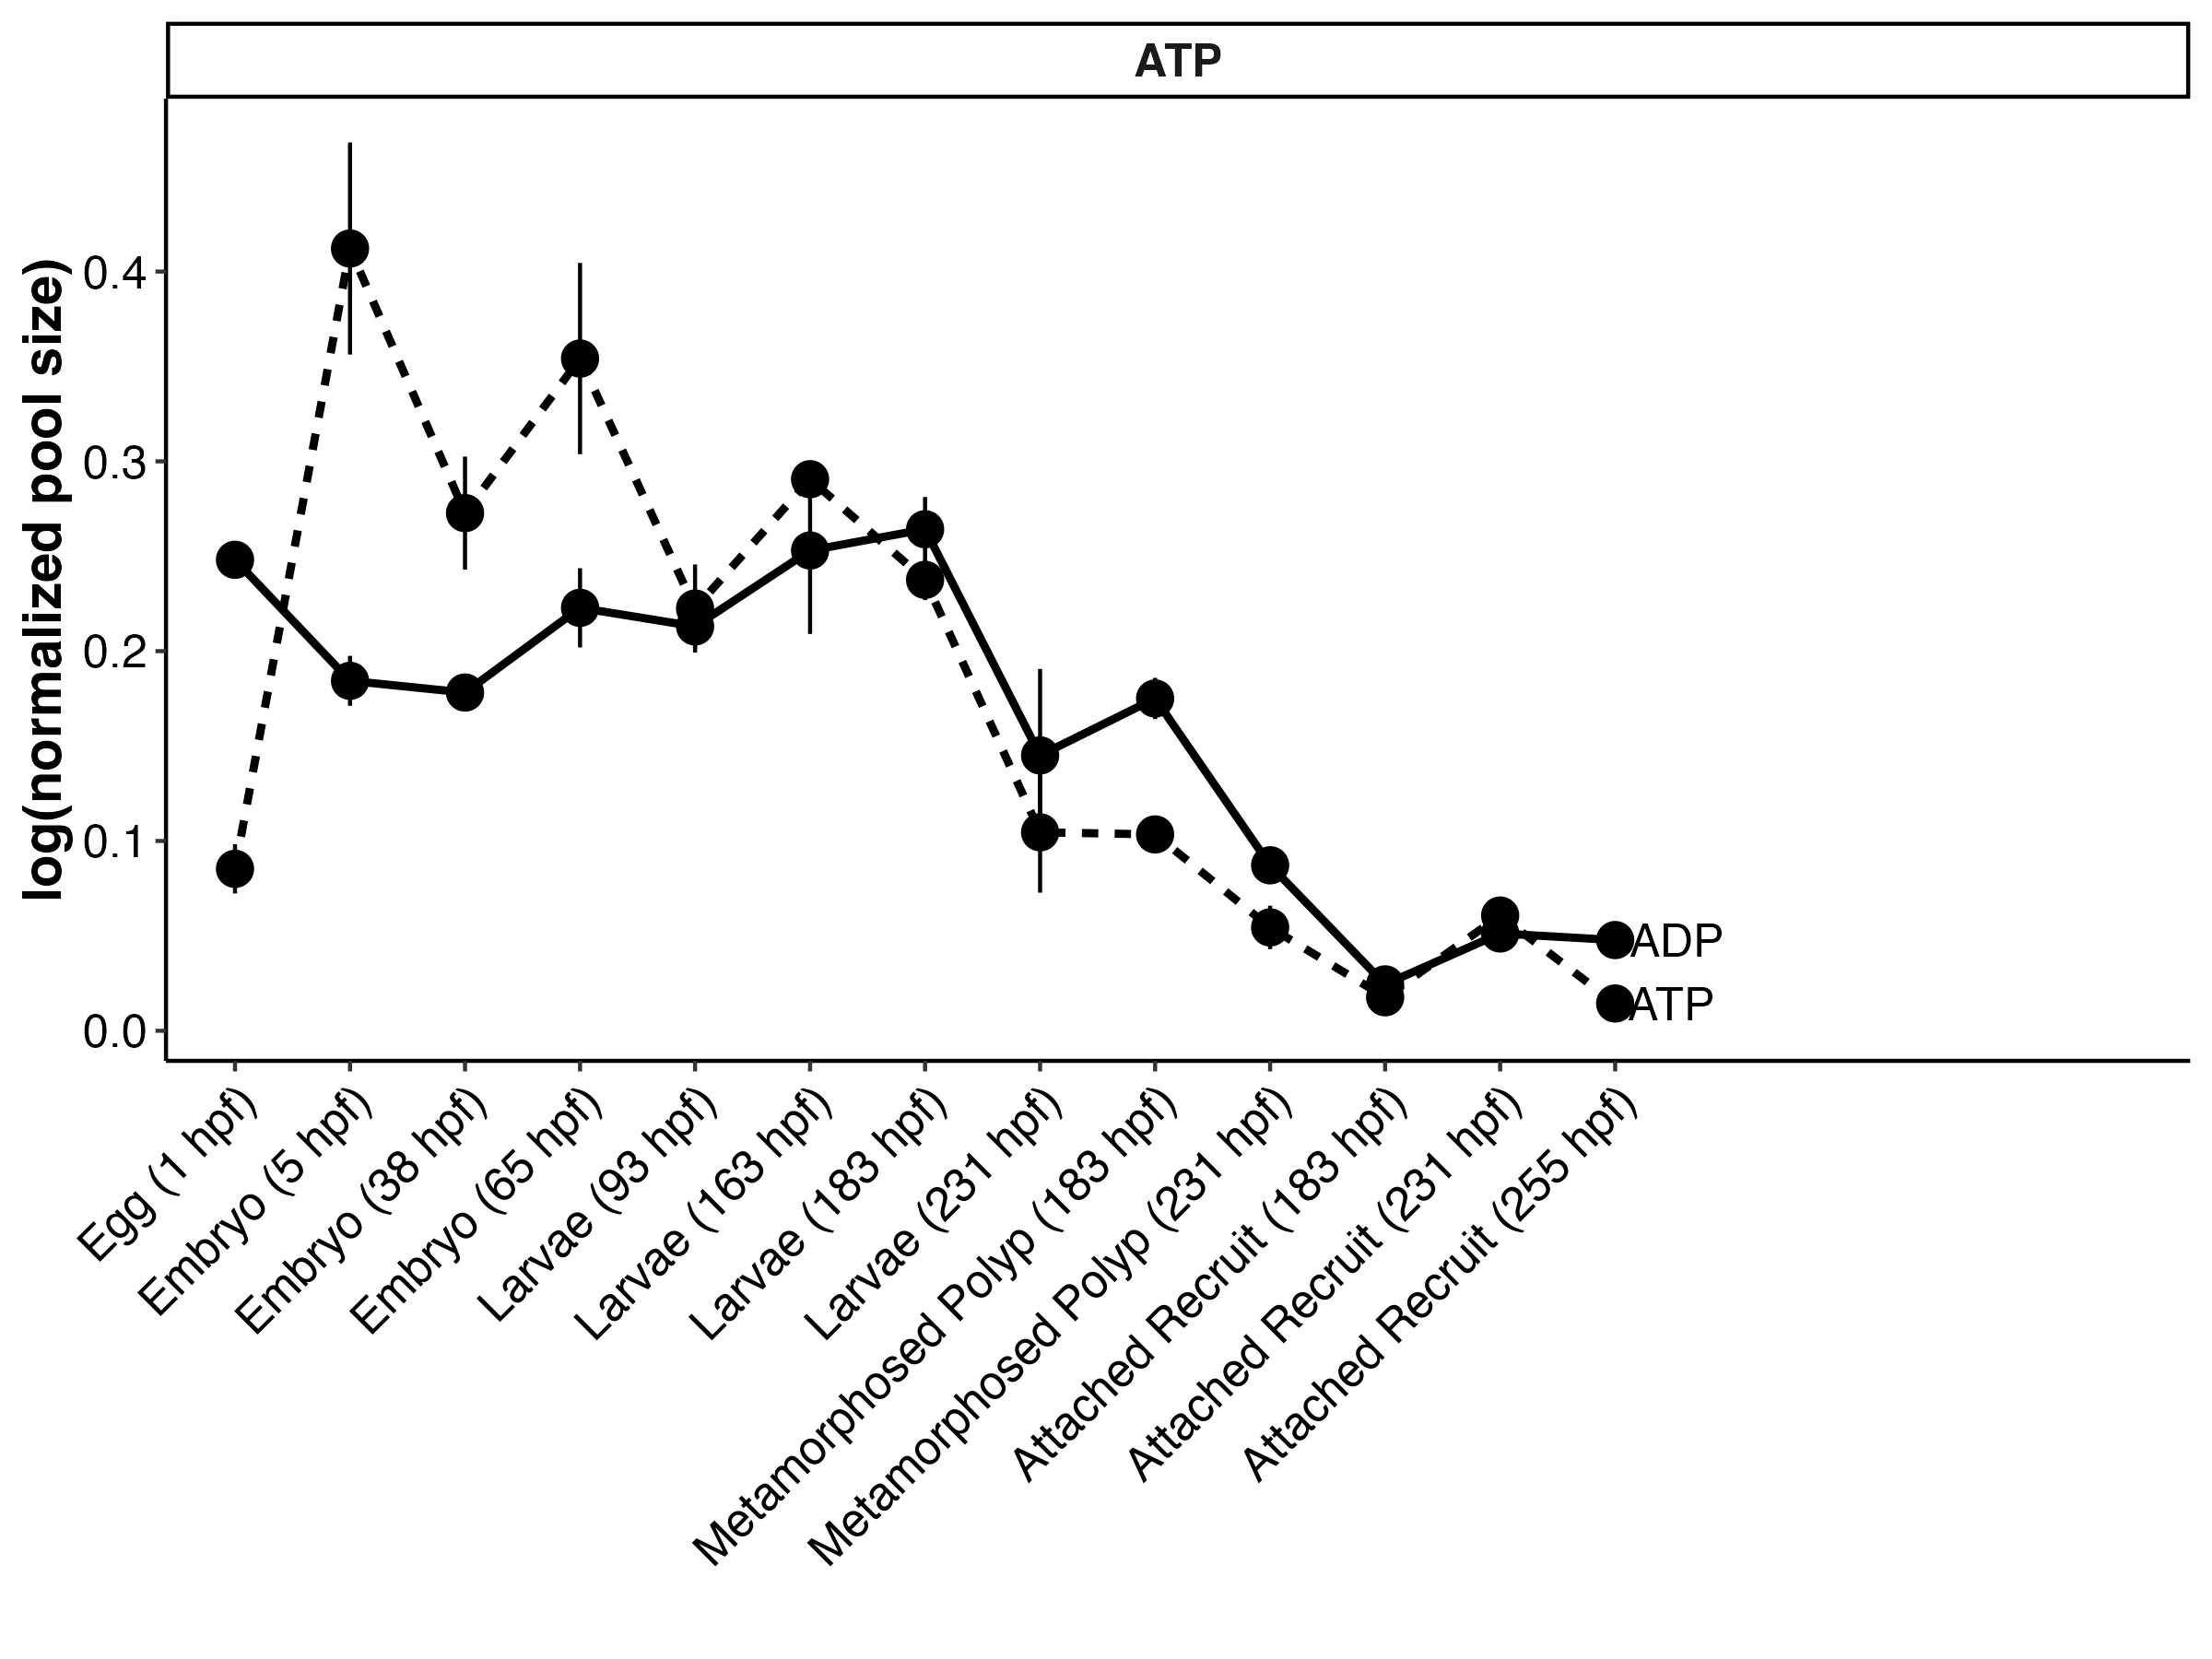 ATP
log(normalized pool size)
0.4
0.3
0.2
0.1
0.0
ADP
ATP
Egg (1 hpf)
Embryo (5 hpf)
Embryo (38 hpf)
Embryo (65 hpf)
Larvae (93 hpf)
Larvae (163 hpf)
Larvae (183 hpf)
Larvae (231 hpf)
Metamorphosed Polyp (183 hpf)
Metamorphosed Polyp (231 hpf)
Attached Recruit (183 hpf)
Attached Recruit (231 hpf)
Attached Recruit (255 hpf)